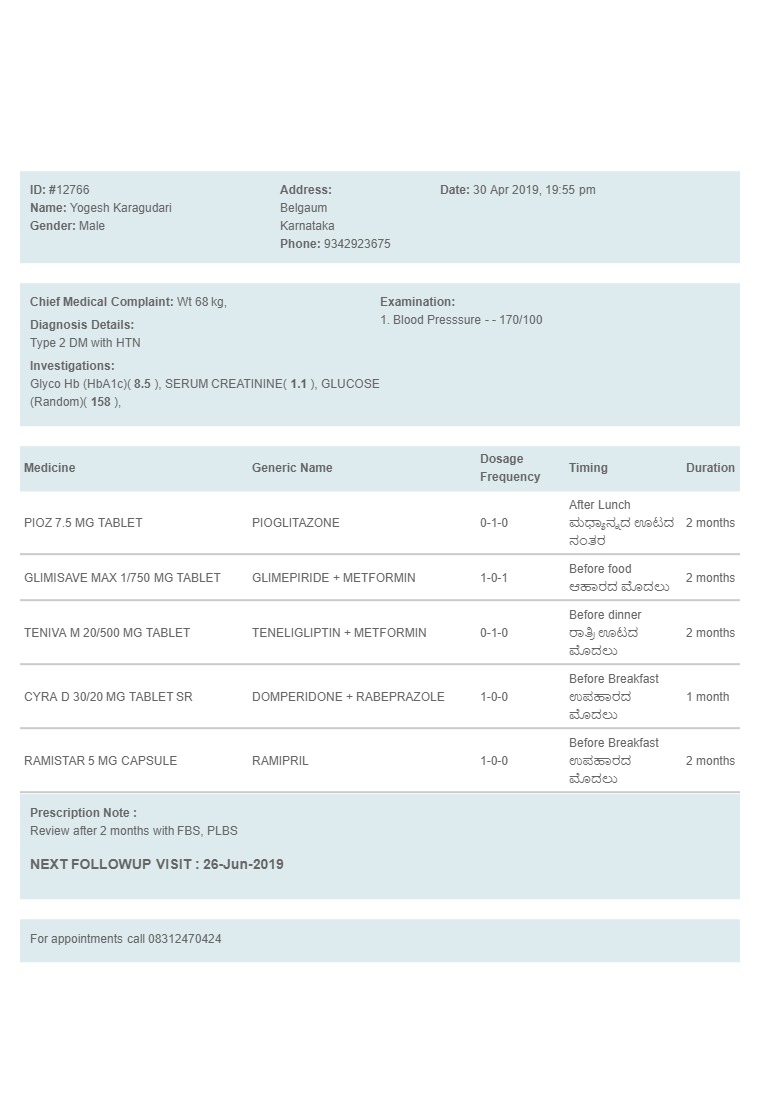 ID: #12766
Name: Yogesh Karagudari
Gender: Male
Address:
Belgaum
Karnataka
Phone: 9342923675
Date: 30 Apr 2019, 19:55 pm
Chief Medical Complaint: Wt 68 kg,
Diagnosis Details:
Type 2 DM with HTN
Investigations:
Glyco Hb (HbA1c)( 8.5 ), SERUM CREATININE( 1.1 ), GLUCOSE
(Random)( 158 ),
Examination:
1. Blood Presssure - - 170/100
Medicine Generic Name Dosage Frequency Timing Duration
PIOZ 7.5 MG TABLET PIOGLITAZONE 0-1-0 After Lunch 2 months
ಮಧ್ಯಾಹ್ನದ ಊಟದ
ನಂತರ
GLIMISAVE MAX 1/750 MG TABLET GLIMEPIRIDE + METFORMIN 1-0-1 Before food 2 months
ಆಹಾರದ ಮೊದಲು
TENIVA M 20/500 MG TABLET TENELIGLIPTIN + METFORMIN 0-1-0 Before dinner 2 months
ರಾತ್ರಿ ಊಟದ
ಮೊದಲು
CYRA D 30/20 MG TABLET SR DOMPERIDONE + RABEPRAZOLE 1-0-0 Before Breakfast 1 month
ಉಪಹಾರದ
ಮೊದಲು
RAMISTAR 5 MG CAPSULE RAMIPRIL 1-0-0 Before Breakfast 2 months
ಉಪಹಾರದ
ಮೊದಲು
Prescription Note :
Review after 2 months with FBS, PLBS
NEXT FOLLOWUP VISIT : 26-Jun-2019
For appointments call 08312470424